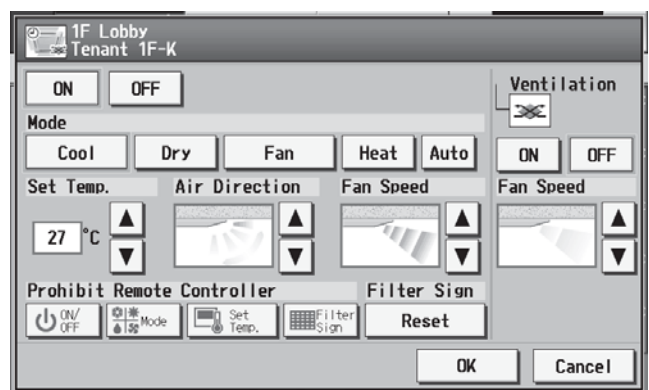 1F Lobby
Tenant 1F-K
ON OFF
Ventilation
Mode
Cool Dry Fan Heat Auto
ON OFF
Set Temp. Air Direction Fan Speed
Fan Speed
27 °C
Prohibit Remote Controller
Filter Sign
ON/
OFF
Mode
Set
Temp.
Filter
Sign
Reset
OK Cancel